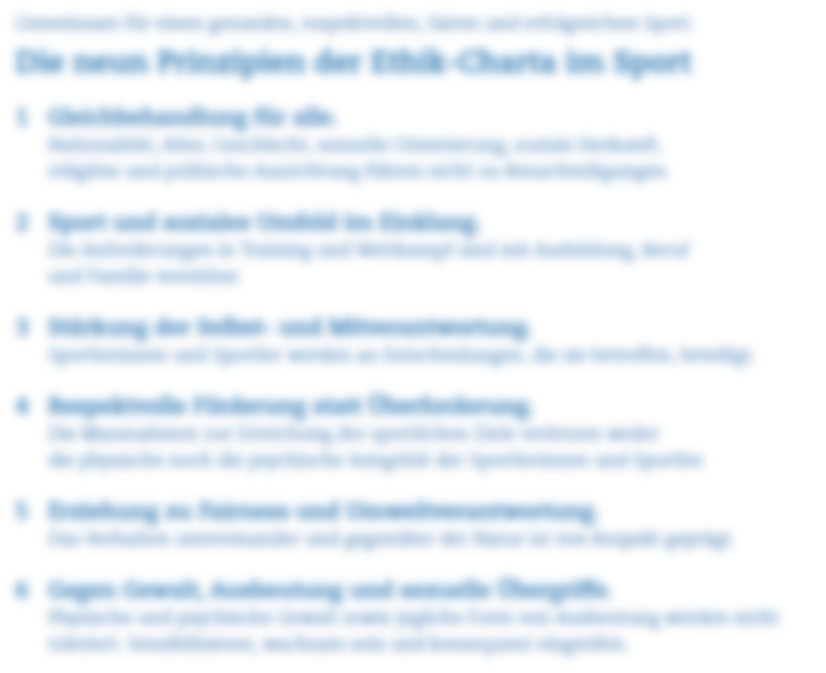 Gemeinsam für einen gesunden, respektvollen, fairen und erfolgreichen Sport.
Die neun Prinzipien der Ethik-Charta im Sport
1 Gleichbehandlung für alle.
Nationalität, Alter, Geschlecht, sexuelle Orientierung, soziale Herkunft,
religiöse und politische Ausrichtung führen nicht zu Benachteiligungen.
2 Sport und soziales Umfeld im Einklang.
Die Anforderungen in Training und Wettkampf sind mit Ausbildung, Beruf
und Familie vereinbar.
3 Stärkung der Selbst- und Mitverantwortung.
Sportlerinnen und Sportler werden an Entscheidungen, die sie betreffen, beteiligt.
4 Respektvolle Förderung statt Überforderung.
Die Massnahmen zur Erreichung der sportlichen Ziele verletzen weder
die physische noch die psychische Integrität der Sportlerinnen und Sportler.
5 Erziehung zu Fairness und Umweltverantwortung.
Das Verhalten untereinander und gegenüber der Natur ist von Respekt geprägt.
6 Gegen Gewalt, Ausbeutung und sexuelle Übergriffe.
Physische und psychische Gewalt sowie jegliche Form von Ausbeutung werden nicht
toleriert. Sensibilisieren, wachsam sein und konsequent eingreifen.